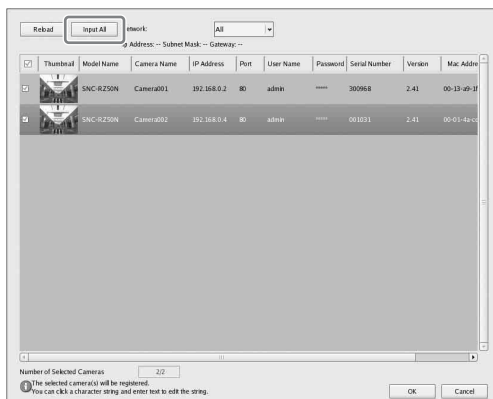 Reload Input All etwork: All
Address: -- Subnet Mask: -- Gateway: --
Thumbnail Model Name Camera Name IP Address Port User Name Password Serial Number Version Mac Addre
SNC-RZ50N Camera001 192.168.0.2 80 admin ***** 300968 2.41 00-13-a9-1f
SNC-RZ50N Camera002 192.168.0.4 80 admin ***** 001031 2.41 00-01-4a-cc
Number of Selected Cameras 2/2
The selected camera(s) will be registered.
You can click a character string and enter text to edit the string.
OK Cancel